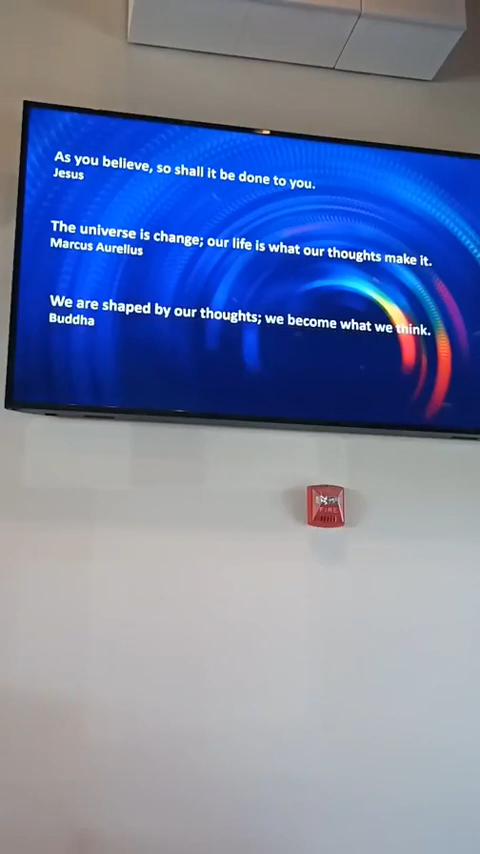 As you believe, so shall it be done to you.
Jesus
The universe is change; our life is what our thoughts make it.
Marcus Aurelius
We are shaped by our thoughts; we become what we think.
Buddha
FIRE